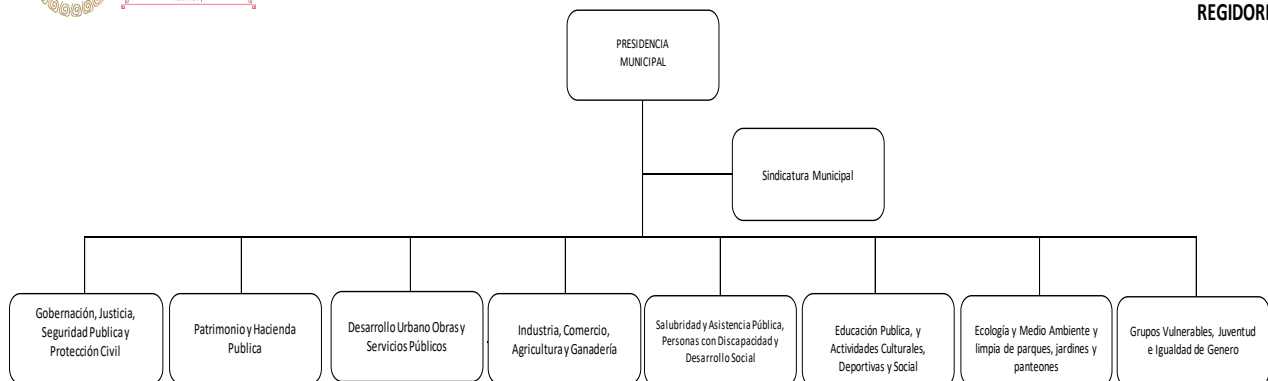 PRESIDENCIA
MUNICIPAL
Sindicatura Municipal
Gobernación, Justicia,
Seguridad Publica y
Protección Civil
Patrimonio y Hacienda
Publica
Desarrollo Urbano Obras y
Servicios Públicos
Industria, Comercio,
Agricultura y Ganadería
Salubridad y Asistencia Pública,
Personas con Discapacidad y
Desarrollo Social
Educación Publica, y
Actividades Culturales,
Deportivas y Social
Ecología y Medio Ambiente y
limpia de parques, jardines y
panteones
Grupos Vulnerables, Juventud
e Igualdad de Genero